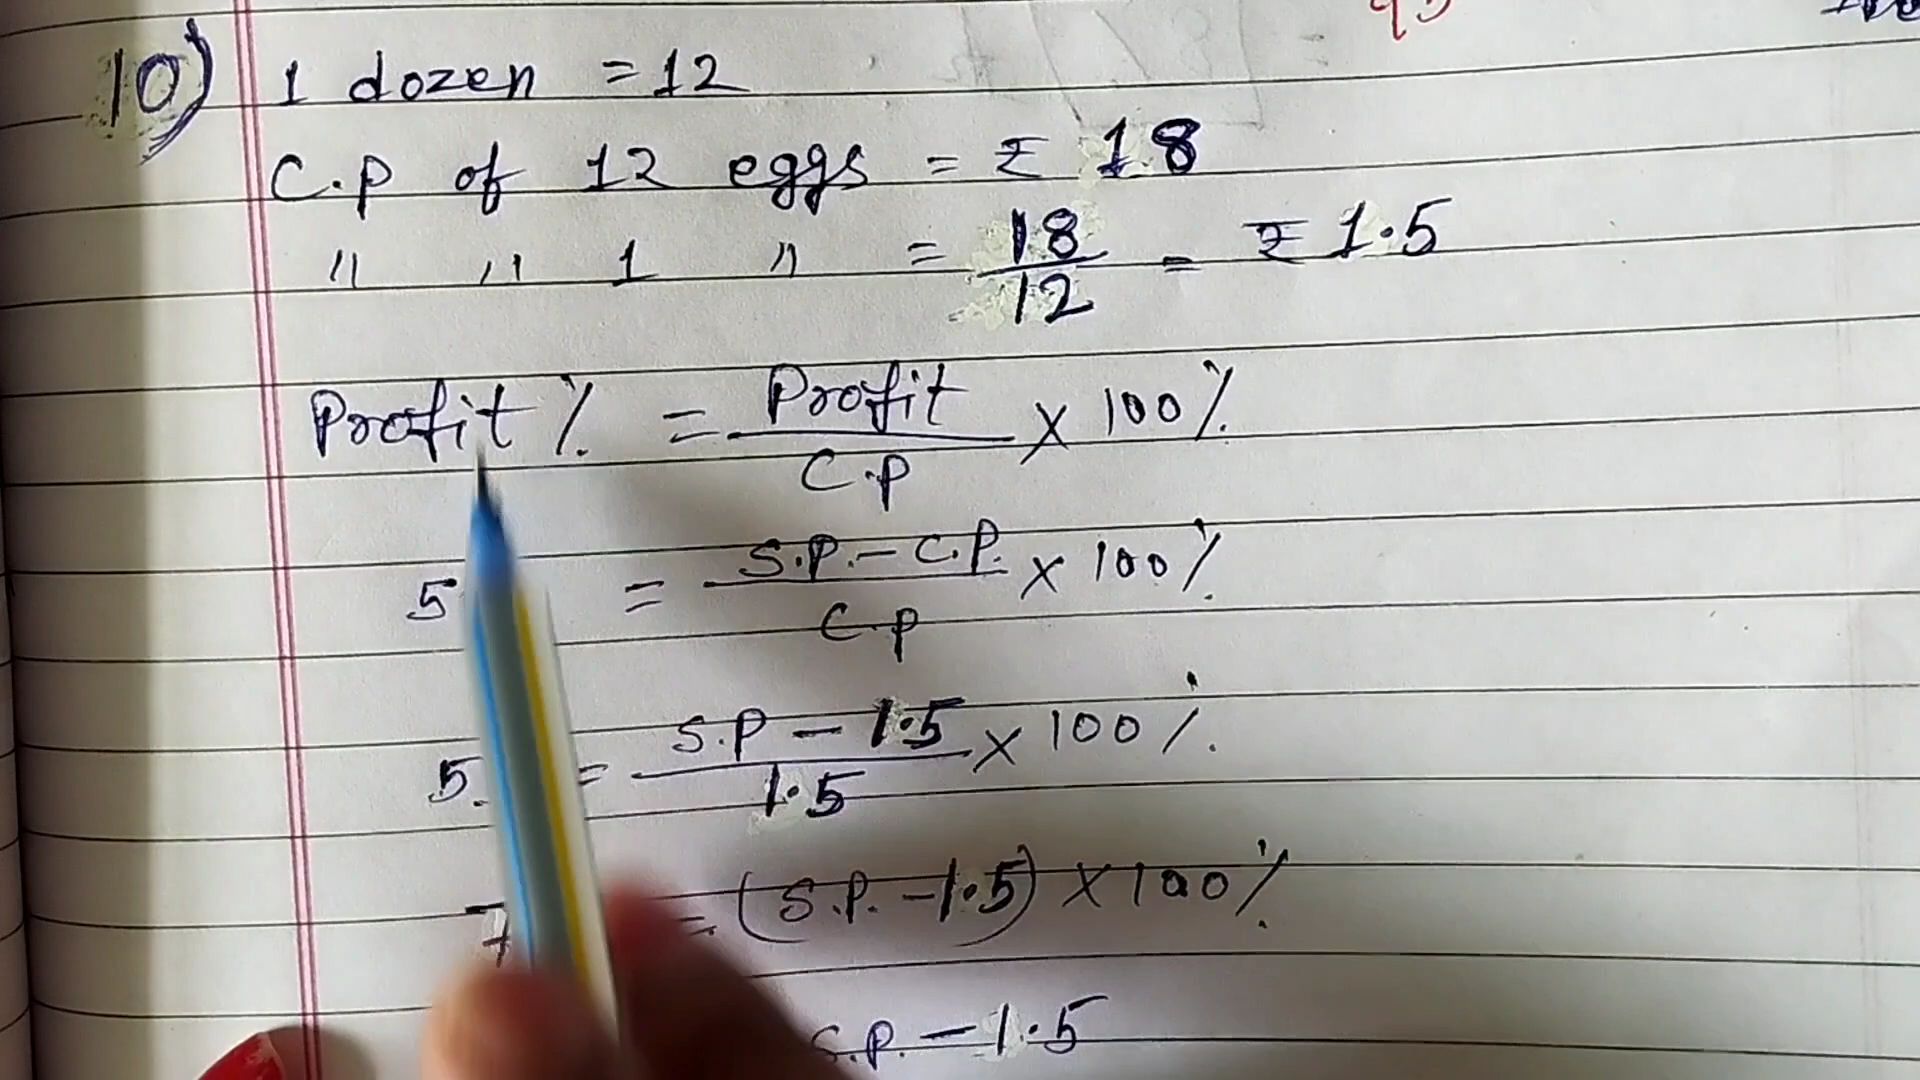 10) 1 dozen = 12
C.P of 12 eggs = ₹ 18
" " 1 " = 18/12 = ₹ 1.5
Profit % = Profit/C.P × 100%
5 = S.P. - C.P./C.P × 100%
5 = S.P - 1.5/1.5 × 100%
7 = (S.P. - 1.5) × 100%
S.P. - 1.5